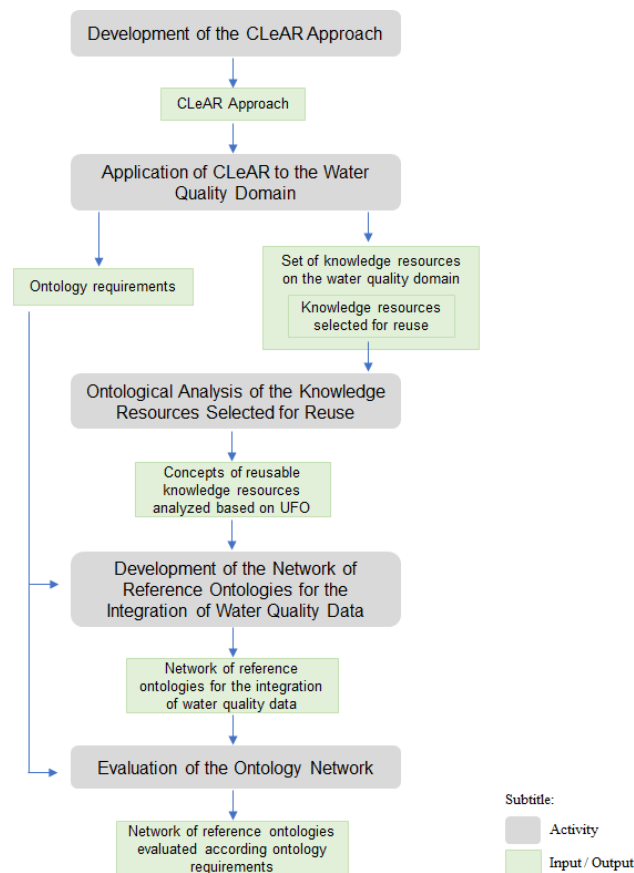 Development of the CLeAR Approach
CLeAR Approach
Application of CLeAR to the Water
Quality Domain
Ontology requirements
Set of knowledge resources
on the water quality domain
Knowledge resources
selected for reuse
Ontological Analysis of the Knowledge
Resources Selected for Reuse
Concepts of reusable
knowledge resources
analyzed based on UFO
Development of the Network of
Reference Ontologies for the
Integration of Water Quality Data
Network of reference
ontologies for the integration
of water quality data
Evaluation of the Ontology Network
Network of reference ontologies
evaluated according ontology
requirements
Subtitle:
Activity
Input / Output